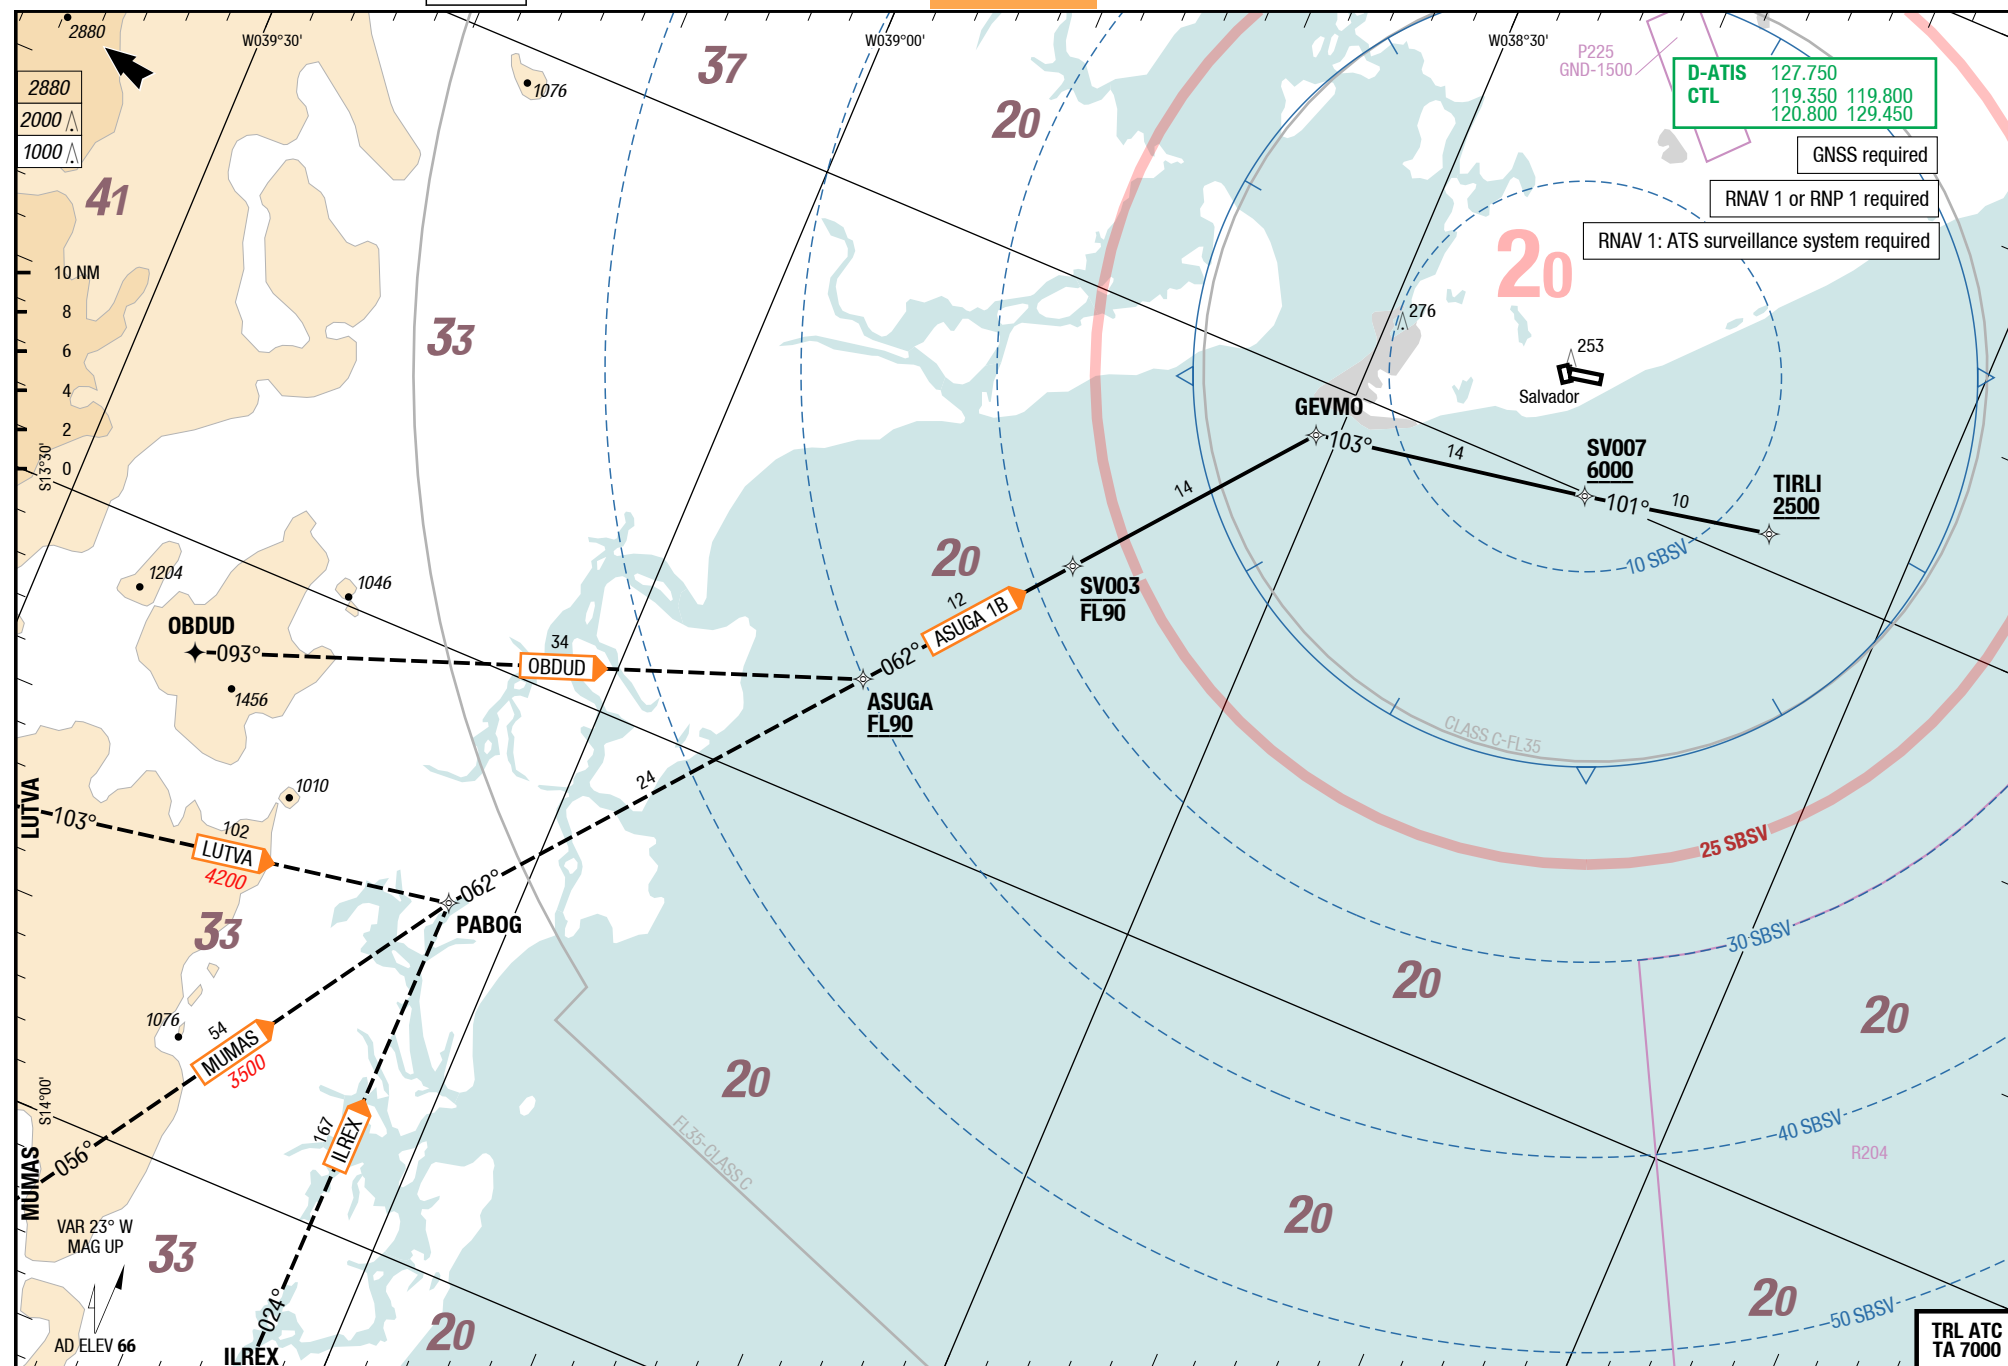 2880
W039°30'
W039°00'
W038°30'
37
P225
GND-1500
D-ATIS 127.750
CTL 119.350 119.800
120.800 129.450
2880
2000
1000
1076
20
GNSS required
41
RNAV 1 or RNP 1 required
RNAV 1: ATS surveillance system required
20
10 NM
8
6
4
2
0
33
276
253
Salvador
S13°30'
GEVMO
103°
14
SV007
6000
101°
10
TIRLI
2500
14
10 SBSV
20
SV003
FL90
12
ASUGA 1B
062°
1204
1046
OBDUD
093°
34
OBDUD
1456
ASUGA
FL90
CLASS C-FL35
24
1010
LUTVA
103°
102
LUTVA
4200
25 SBSV
062°
PABOG
33
30 SBSV
20
20
1076
54
MUMAS
3500
20
S14°00'
167
ILREX
FL35-CLASS C
40 SBSV
R204
MUMAS
056°
VAR 23° W
MAG UP
33
20
024°
20
50 SBSV
AD ELEV 66
ILREX
20
TRL ATC
TA 7000